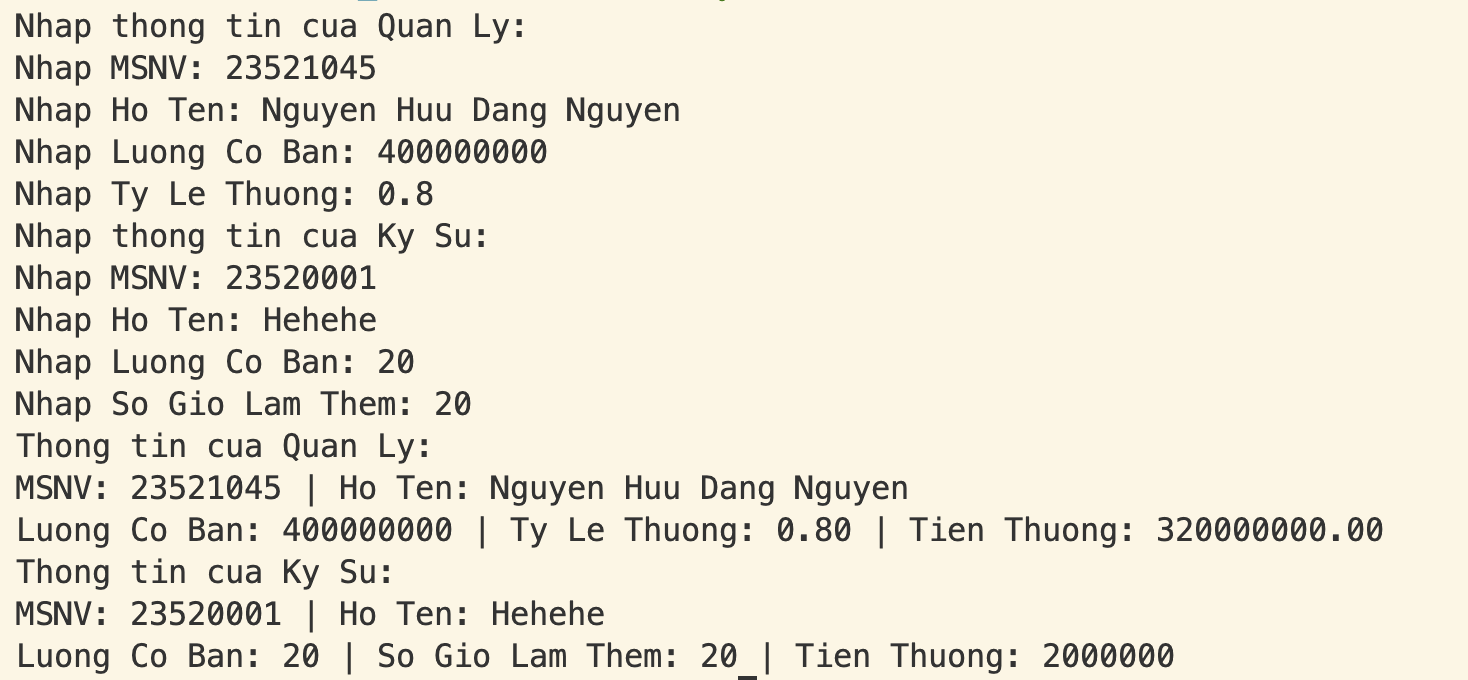 Nhap thong tin cua Quan Ly:
Nhap MSNV: 23521045
Nhap Ho Ten: Nguyen Huu Dang Nguyen
Nhap Luong Co Ban: 400000000
Nhap Ty Le Thuong: 0.8
Nhap thong tin cua Ky Su:
Nhap MSNV: 23520001
Nhap Ho Ten: Hehehe
Nhap Luong Co Ban: 20
Nhap So Gio Lam Them: 20
Thong tin cua Quan Ly:
MSNV: 23521045 | Ho Ten: Nguyen Huu Dang Nguyen
Luong Co Ban: 400000000 | Ty Le Thuong: 0.80 | Tien Thuong: 320000000.00
Thong tin cua Ky Su:
MSNV: 23520001 | Ho Ten: Hehehe
Luong Co Ban: 20 | So Gio Lam Them: 20 | Tien Thuong: 2000000